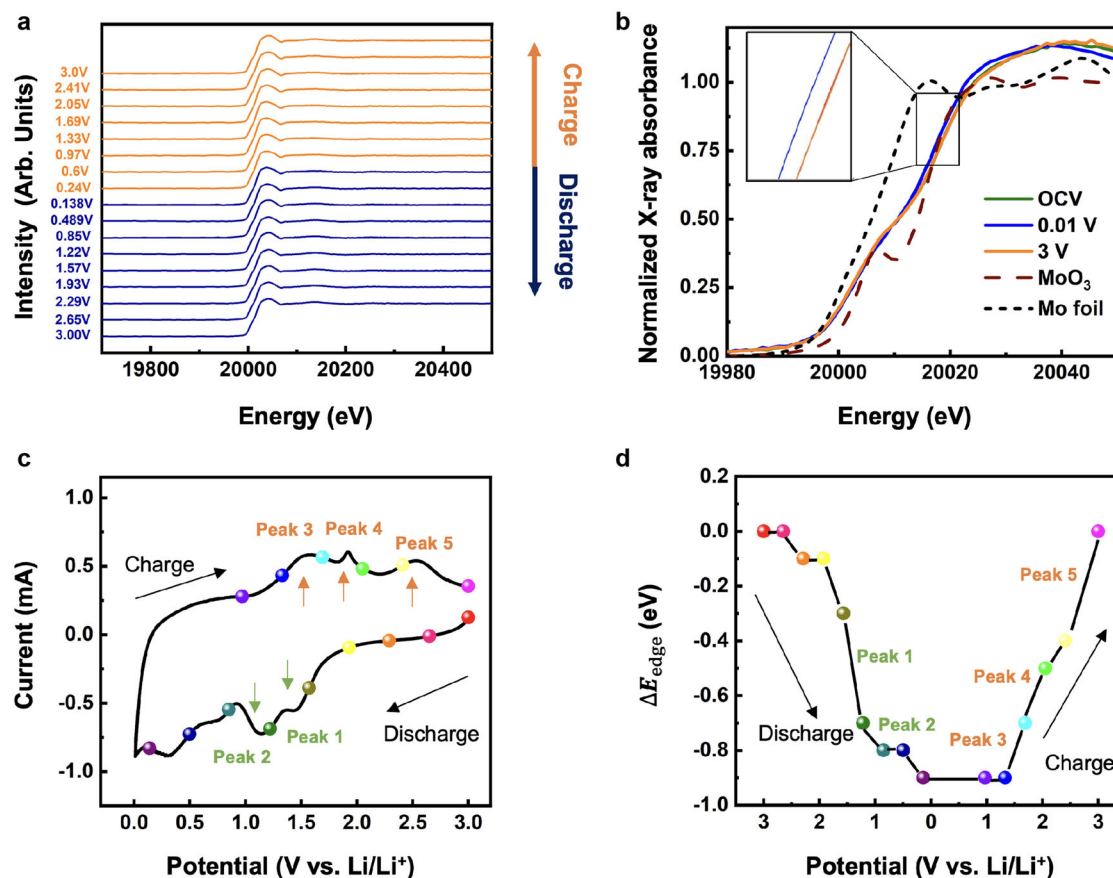 a
Intensity (Arb. Units)
3.0V
2.41V
2.05V
1.69V
1.33V
0.97V
0.6V
0.24V
0.138V
0.489V
0.85V
1.22V
1.57V
1.93V
2.29V
2.65V
3.00V
19800 20000 20200 20400
Energy (eV)
Charge
Discharge
b
Normalized X-ray absorbance
1.00
0.75
0.50
0.25
0.00
OCV
0.01 V
3 V
MoO₃
Mo foil
19980 20000 20020 20040
Energy (eV)
c
Current (mA)
1.0
0.5
0.0
-0.5
-1.0
Peak 3
Peak 4
Peak 5
Charge
Peak 2
Peak 1
Discharge
0.0 0.5 1.0 1.5 2.0 2.5 3.0
Potential (V vs. Li/Li⁺)
d
ΔE_edge (eV)
0.2
0.0
-0.2
-0.4
-0.6
-0.8
-1.0
Peak 5
Peak 1
Peak 4
Peak 2
Peak 3
Discharge
Charge
3 2 1 0 1 2 3
Potential (V vs. Li/Li⁺)